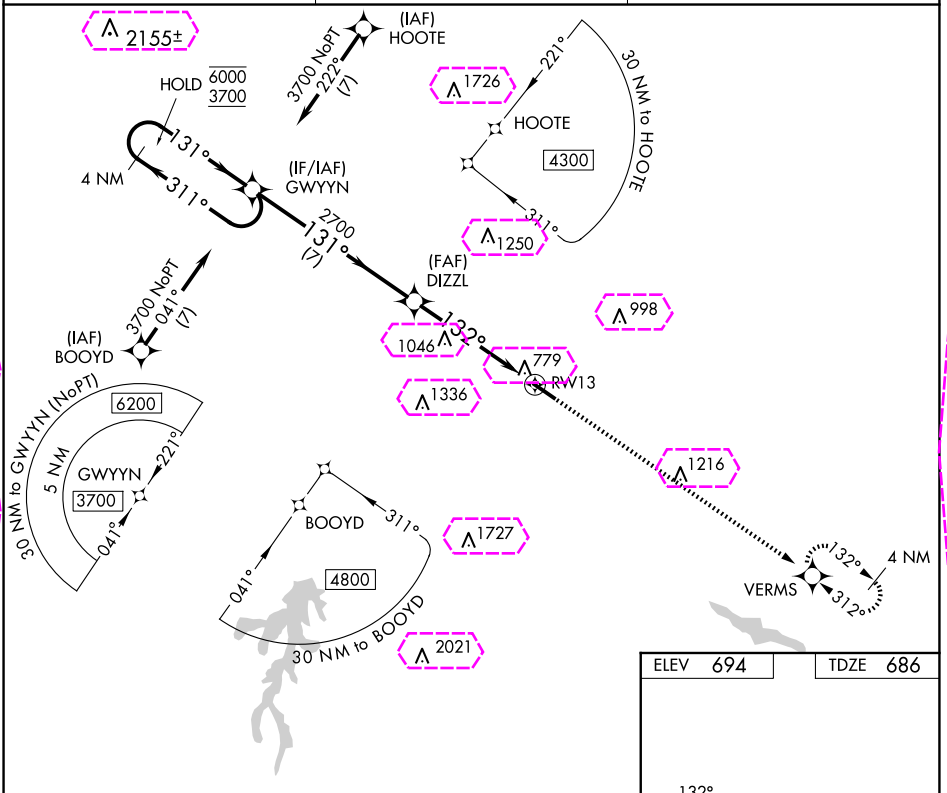 2155±
(IAF)
HOOTE
3700 NoPT
222°
(7)
HOLD
6000
3700
1726
221°
30 NM to HOOTE
HOOTE
4300
131°
4 NM
311°
(IF/IAF)
GWYYN
2700
131°
(7)
311°
1250
(FAF)
DIZZL
3700 NoPT
041°
(7)
(IAF)
BOOYD
998
132°
1046
779
RW13
1336
30 NM to GWYYN (NoPT)
6200
5 NM
221°
GWYYN
3700
041°
1216
BOOYD
311°
1727
041°
4800
30 NM to BOOYD
132°
4 NM
VERMS
312°
2021
ELEV 694
TDZE 686
132°